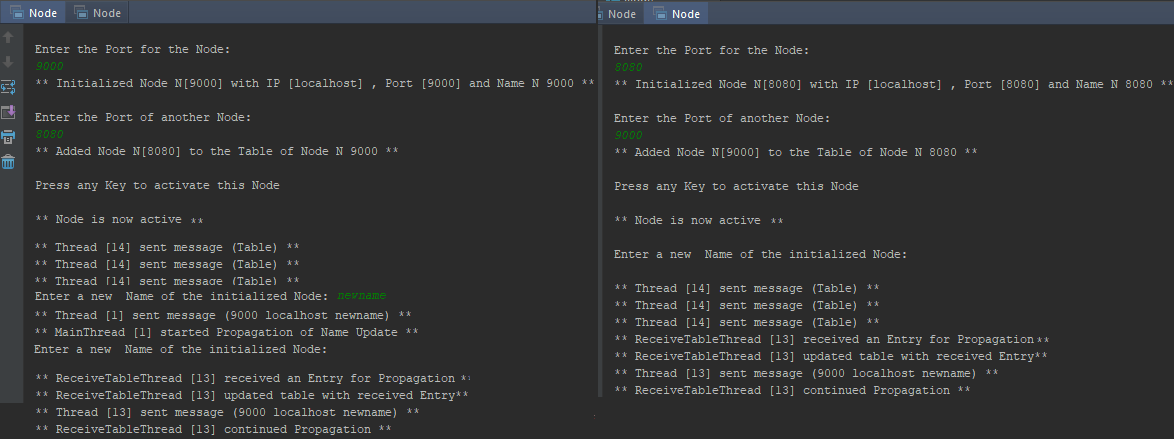 Node Node
Enter the Port for the Node:
9000
** Initialized Node N[9000] with IP [localhost] , Port [9000] and Name N 9000 **
Enter the Port of another Node:
8080
** Added Node N[8080] to the Table of Node N 9000 **
Press any Key to activate this Node
** Node is now active **
** Thread [14] sent message (Table) **
** Thread [14] sent message (Table) **
** Thread [14] sent message (Table) **
Enter a new  Name of the initialized Node: newname
** Thread [1] sent message (9000 localhost newname) **
** MainThread [1] started Propagation of Name Update **
Enter a new  Name of the initialized Node:
** ReceiveTableThread [13] received an Entry for Propagation **
** ReceiveTableThread [13] updated table with received Entry**
** Thread [13] sent message (9000 localhost newname) **
** ReceiveTableThread [13] continued Propagation **
Node Node
Enter the Port for the Node:
8080
** Initialized Node N[8080] with IP [localhost] , Port [8080] and Name N 8080 **
Enter the Port of another Node:
9000
** Added Node N[9000] to the Table of Node N 8080 **
Press any Key to activate this Node
** Node is now active **
Enter a new  Name of the initialized Node:
** Thread [14] sent message (Table) **
** Thread [14] sent message (Table) **
** Thread [14] sent message (Table) **
** ReceiveTableThread [13] received an Entry for Propagation**
** ReceiveTableThread [13] updated table with received Entry**
** Thread [13] sent message (9000 localhost newname) **
** ReceiveTableThread [13] continued Propagation **